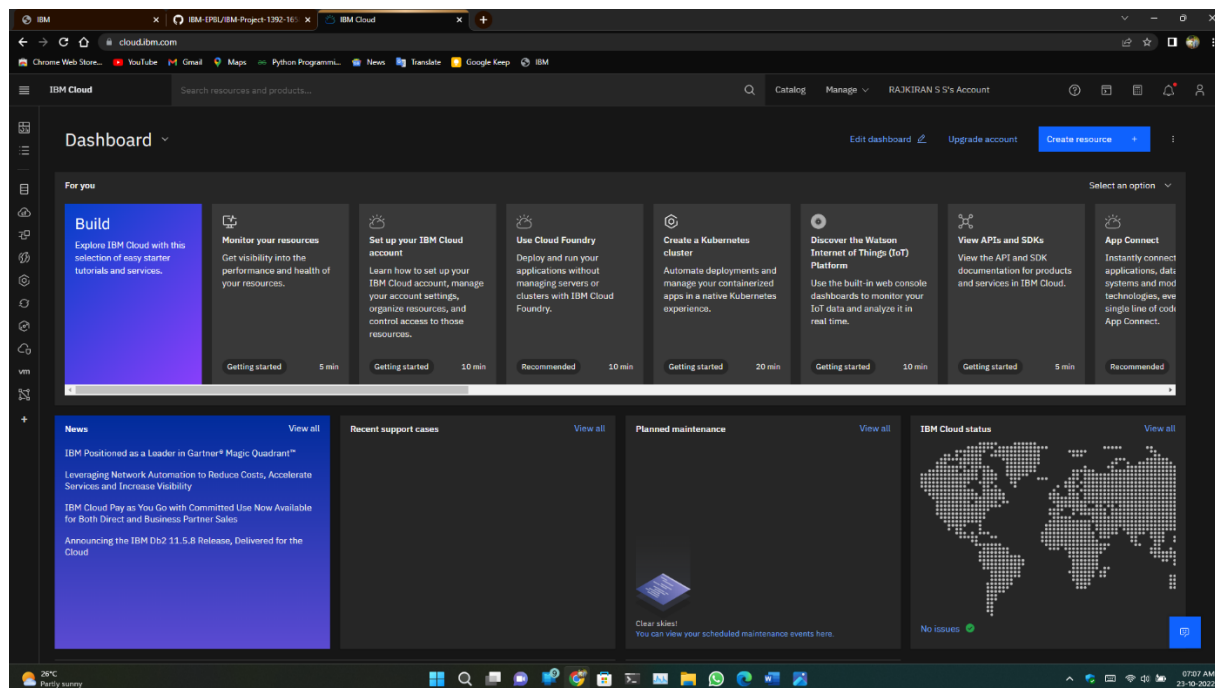 IBM
IBM-EPBL/IBM-Project-1392-165
IBM Cloud
cloud.ibm.com
Chrome Web Store...
YouTube
Gmail
Maps
Python Programmi...
News
Translate
Google Keep
IBM
IBM Cloud
Search resources and products...
Catalog
Manage
RAJKIRAN S S's Account
Dashboard
Edit dashboard
Upgrade account
Create resource +
For you
Select an option
Build
Explore IBM Cloud with this
selection of easy starter
tutorials and services.
Monitor your resources
Get visibility into the
performance and health of
your resources.
Getting started 5 min
Set up your IBM Cloud
account
Learn how to set up your
IBM Cloud account, manage
your account settings,
organize resources, and
control access to those
resources.
Getting started 10 min
Use Cloud Foundry
Deploy and run your
applications without
managing servers or
clusters with IBM Cloud
Foundry.
Recommended 10 min
Create a Kubernetes
cluster
Automate deployments and
manage your containerized
apps in a native Kubernetes
experience.
Getting started 20 min
Discover the Watson
Internet of Things (IoT)
Platform
Use the built-in web console
dashboards to monitor your
IoT data and analyze it in
real time.
Getting started 10 min
View APIs and SDKs
View the API and SDK
documentation for products
and services in IBM Cloud.
Getting started 5 min
App Connect
Instantly connect
applications, data
systems and mod
technologies, eve
single line of code
App Connect.
Recommended
vm
News View all
IBM Positioned as a Leader in Gartner® Magic Quadrant™
Leveraging Network Automation to Reduce Costs, Accelerate
Services and Increase Visibility
IBM Cloud Pay as You Go with Committed Use Now Available
for Both Direct and Business Partner Sales
Announcing the IBM Db2 11.5.8 Release, Delivered for the
Cloud
Recent support cases View all
Planned maintenance View all
Clear skies!
You can view your scheduled maintenance events here.
IBM Cloud status View all
No issues
26°C
Partly sunny
07:07 AM
23-10-2022